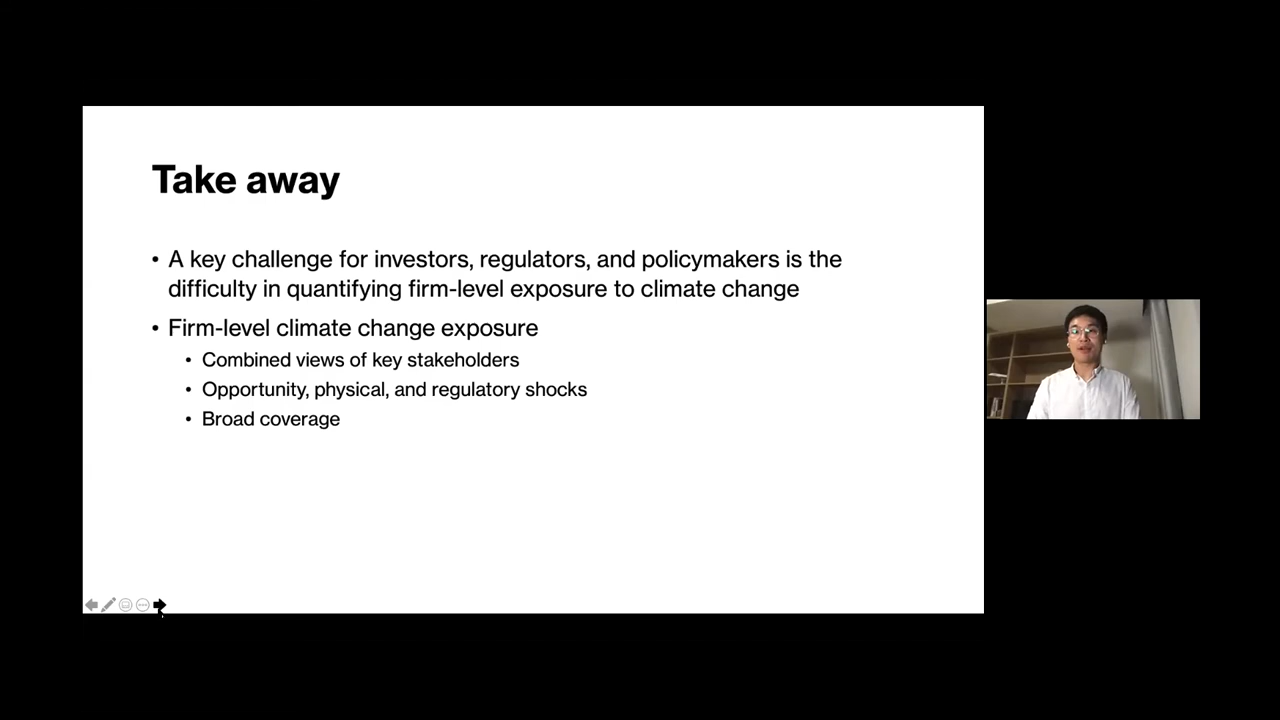 Take away
• A key challenge for investors, regulators, and policymakers is the
difficulty in quantifying firm-level exposure to climate change
• Firm-level climate change exposure
• Combined views of key stakeholders
• Opportunity, physical, and regulatory shocks
• Broad coverage